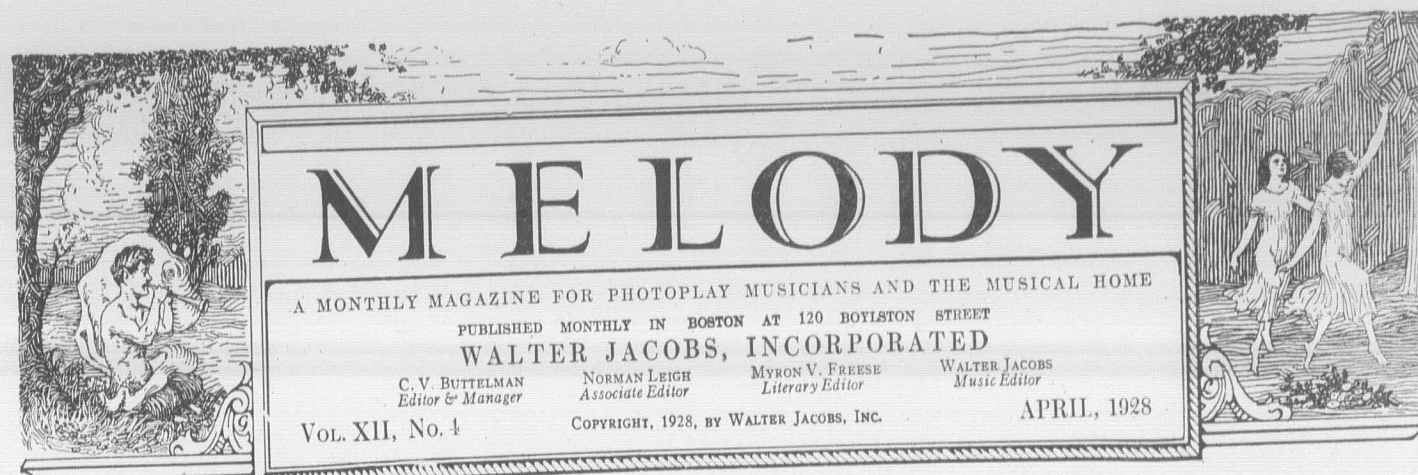 MELODY
A MONTHLY MAGAZINE FOR PHOTOPLAY MUSICIANS AND THE MUSICAL HOME
PUBLISHED MONTHLY IN BOSTON AT 120 BOYLSTON STREET
WALTER JACOBS, INCORPORATED
C. V. BUTTELMAN NORMAN LEIGH MYRON V. FREESE WALTER JACOBS
Editor & Manager Associate Editor Literary Editor Music Editor
VOL. XII, No. 4 COPYRIGHT, 1928, BY WALTER JACOBS, INC. APRIL, 1928